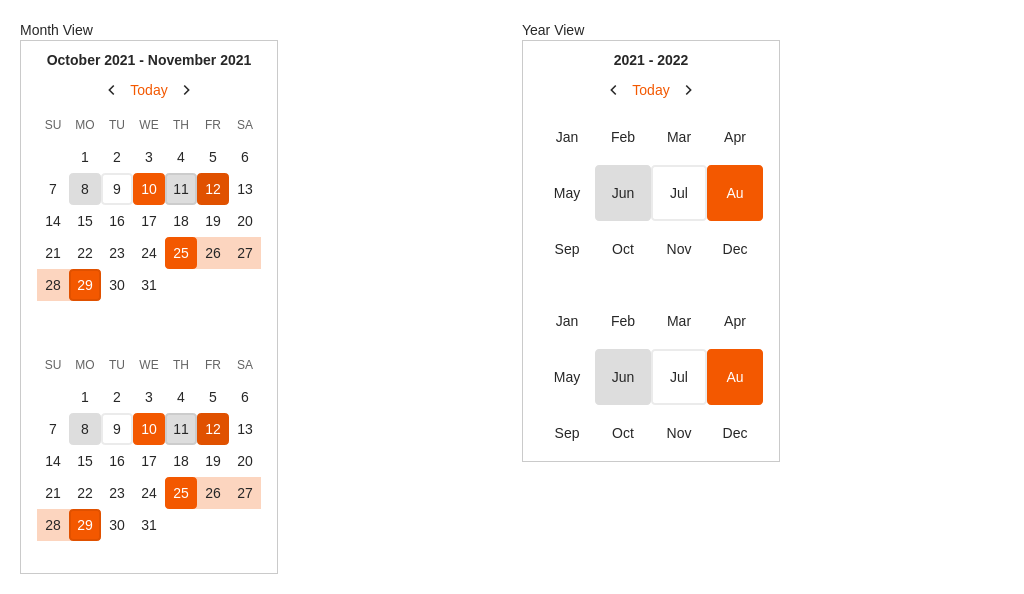 Month View
October 2021 - November 2021
Today
SU MO TU WE TH FR SA
1 2 3 4 5 6
7 8 9 10 11 12 13
14 15 16 17 18 19 20
21 22 23 24 25 26 27
28 29 30 31
SU MO TU WE TH FR SA
1 2 3 4 5 6
7 8 9 10 11 12 13
14 15 16 17 18 19 20
21 22 23 24 25 26 27
28 29 30 31
Year View
2021 - 2022
Today
Jan Feb Mar Apr
May Jun Jul Au
Sep Oct Nov Dec
Jan Feb Mar Apr
May Jun Jul Au
Sep Oct Nov Dec